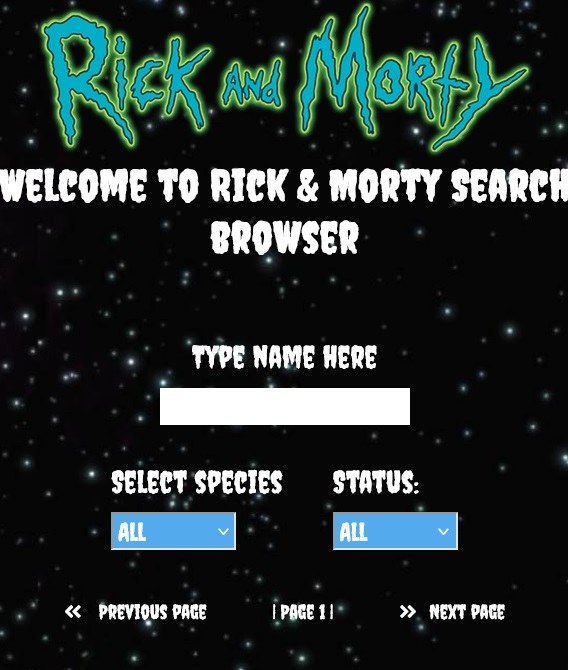 Rick and Morty
WELCOME TO RICK & MORTY SEARCH
BROWSER
TYPE NAME HERE
SELECT SPECIES STATUS:
ALL ALL
« PREVIOUS PAGE | PAGE 1 | » NEXT PAGE